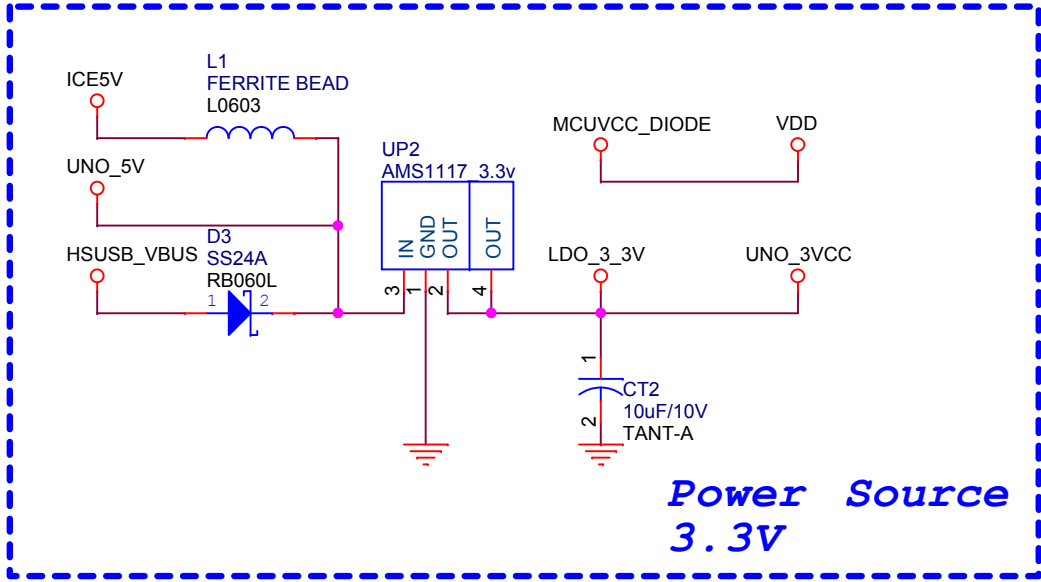 L1
FERRITE BEAD
L0603
ICE5V
UNO_5V
HSUSB_VBUS
D3
SS24A
RB060L
1
2
UP2
AMS1117_3.3v
IN
GND
OUT
OUT
3
1
2
4
MCUVCC_DIODE
VDD
LDO_3_3V
UNO_3VCC
1
CT2
10uF/10V
TANT-A
2
Power Source
3.3V